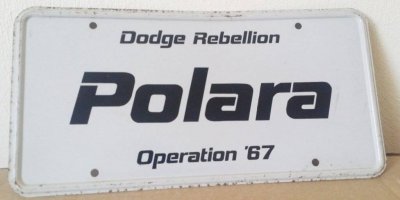 Dodge Rebellion
Polara
Operation '67